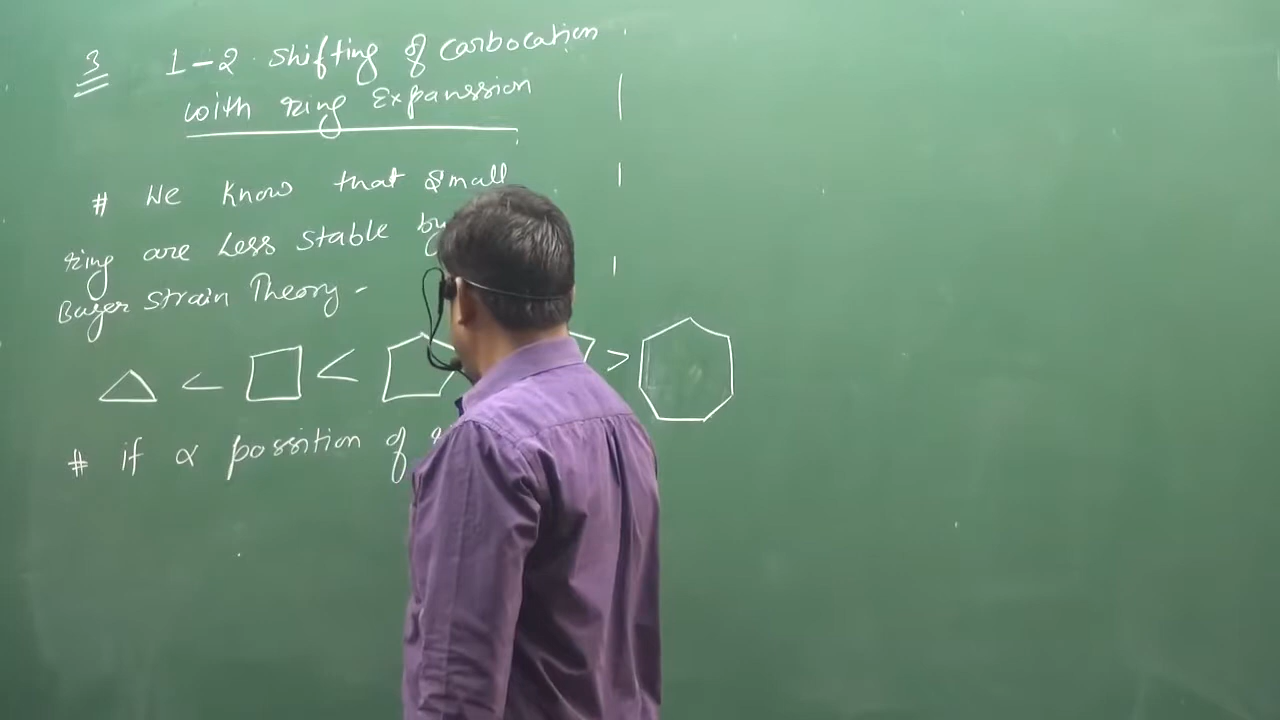 3 1-2 Shifting of carbocation
with ring Expanssion
# We know that small
ring are Less stable by
Bayer strain Theory -
< < >
# if α possition of